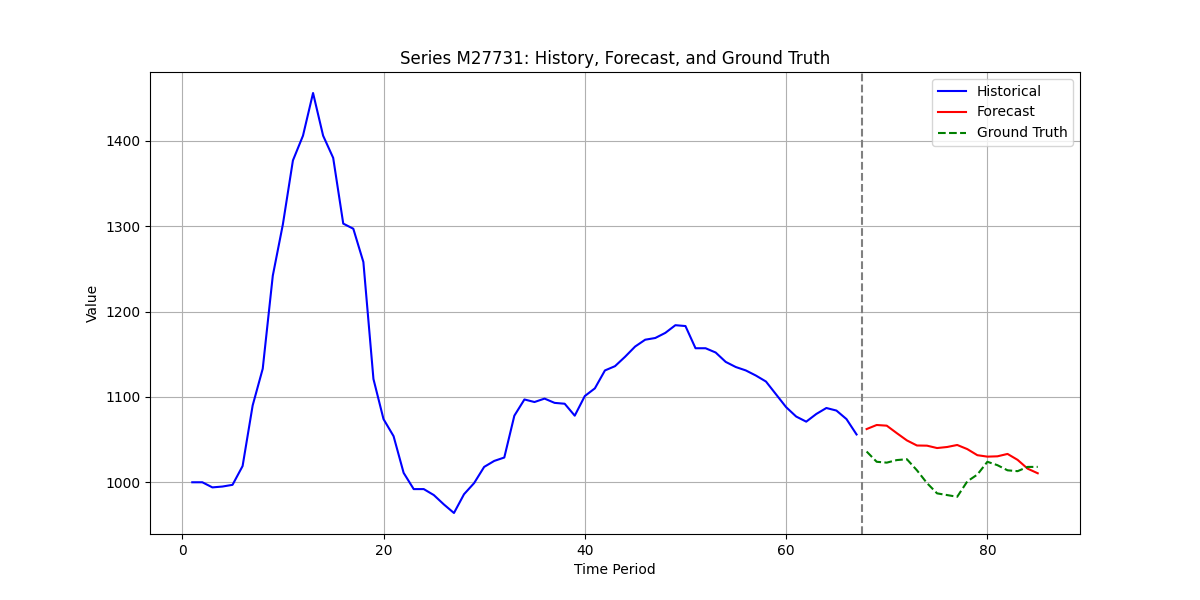 Series M27731: History, Forecast, and Ground Truth
Historical
Forecast
Ground Truth
1400
1300
1200
1100
1000
Value
0 20 40 60 80
Time Period